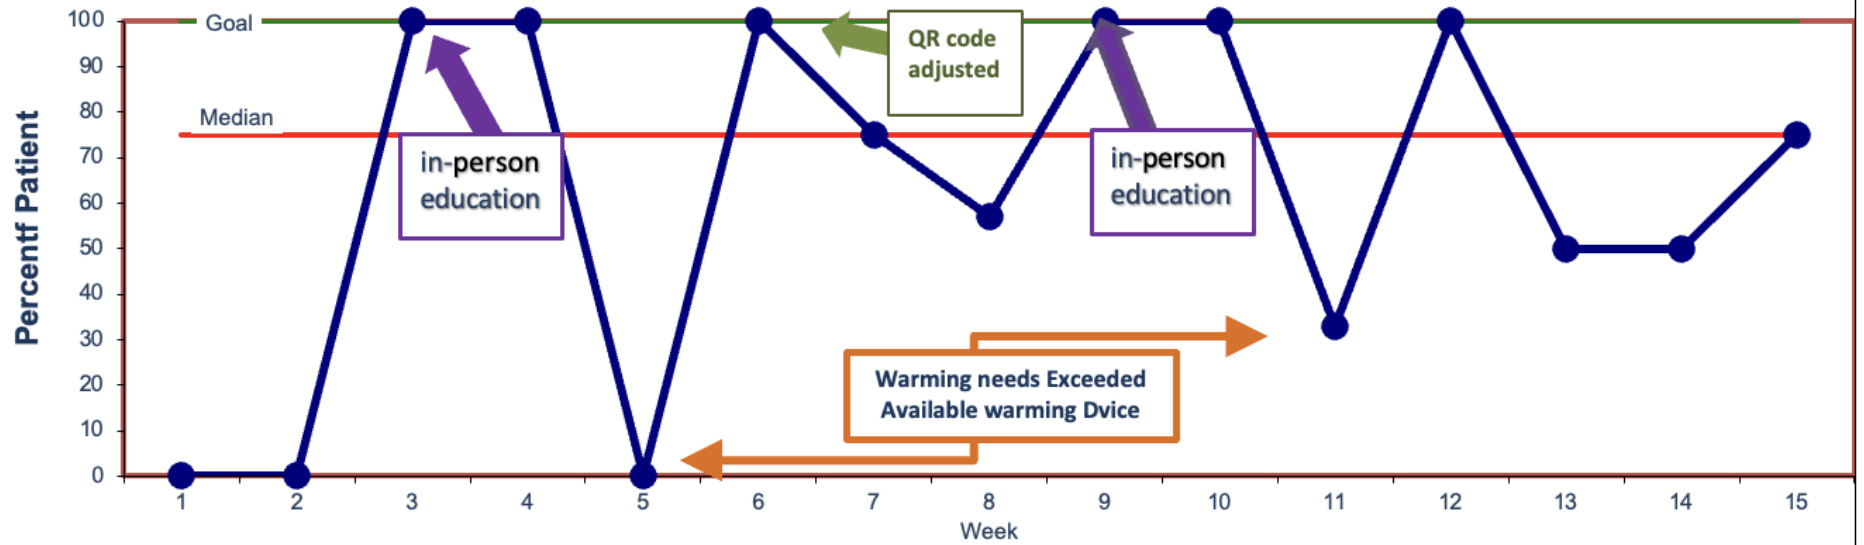 100
Goal
QR code
adjusted
90
80
Median
70
in-person
education
in-person
education
60
50
40
30
Warming needs Exceeded
Available warming Dvice
20
10
0
Percentf Patient
1 2 3 4 5 6 7 8 9 10 11 12 13 14 15
Week